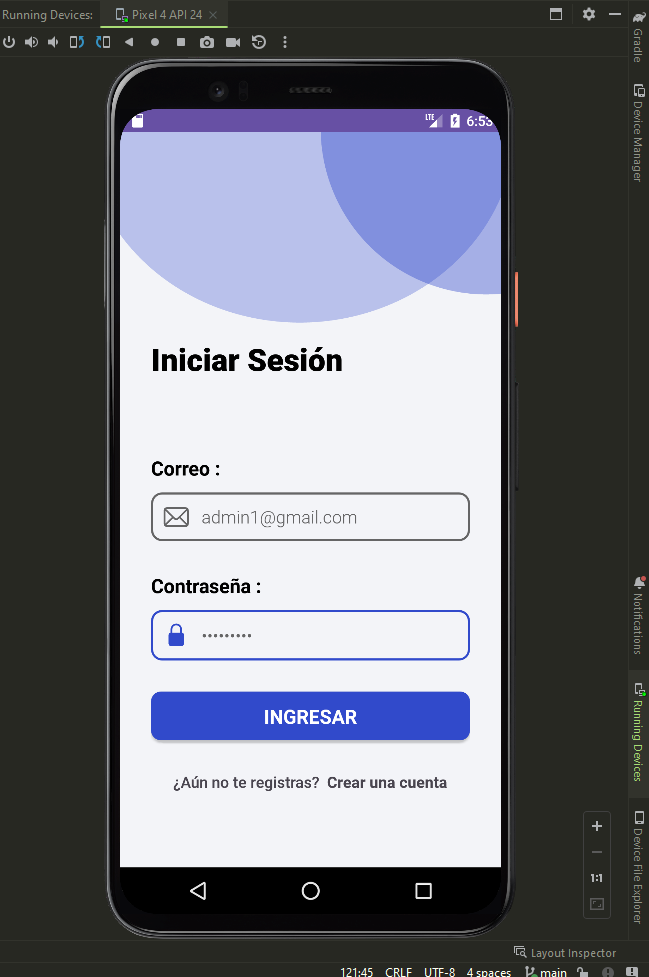 Running Devices: Pixel 4 API 24
Gradle
Device Manager
LTE 6:53
Iniciar Sesión
Correo :
admin1@gmail.com
Contraseña :
•••••••••
INGRESAR
¿Aún no te registras? Crear una cuenta
Notifications
Running Devices
Device File Explorer
1:1
Layout Inspector
121:45 CRLF UTF-8 4 spaces main